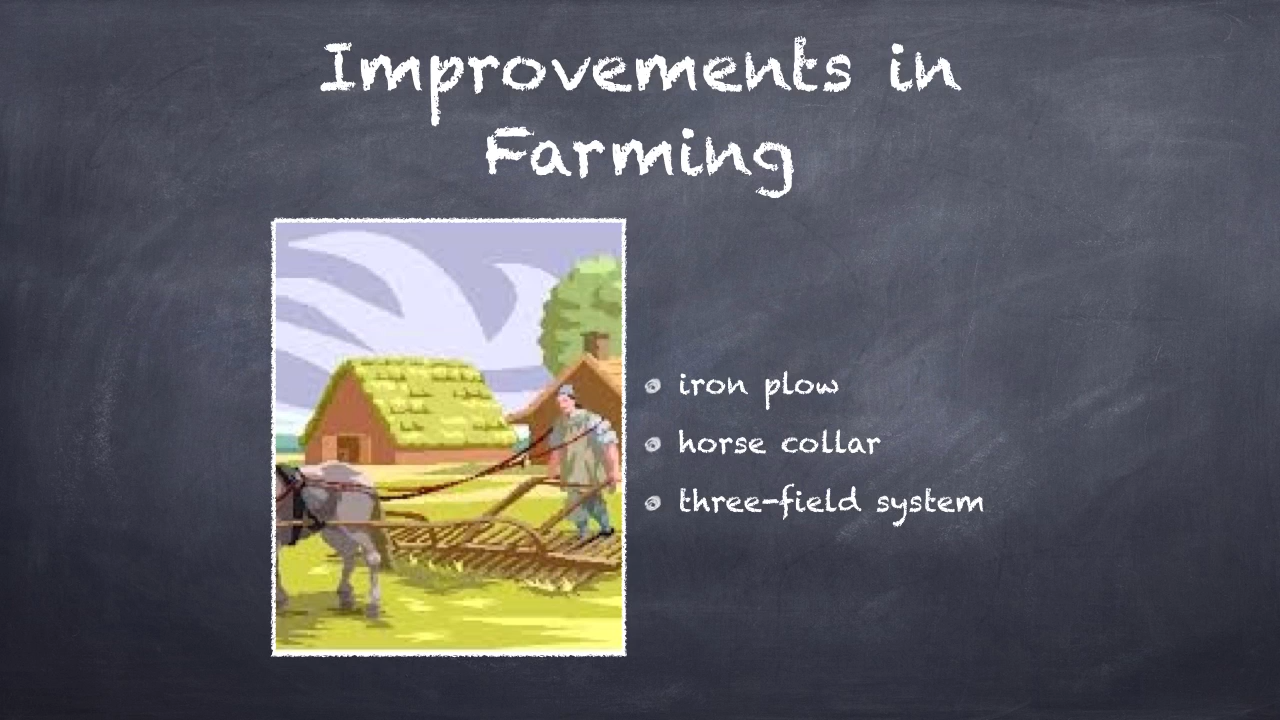 Improvements in
Farming
iron plow
horse collar
three-field system